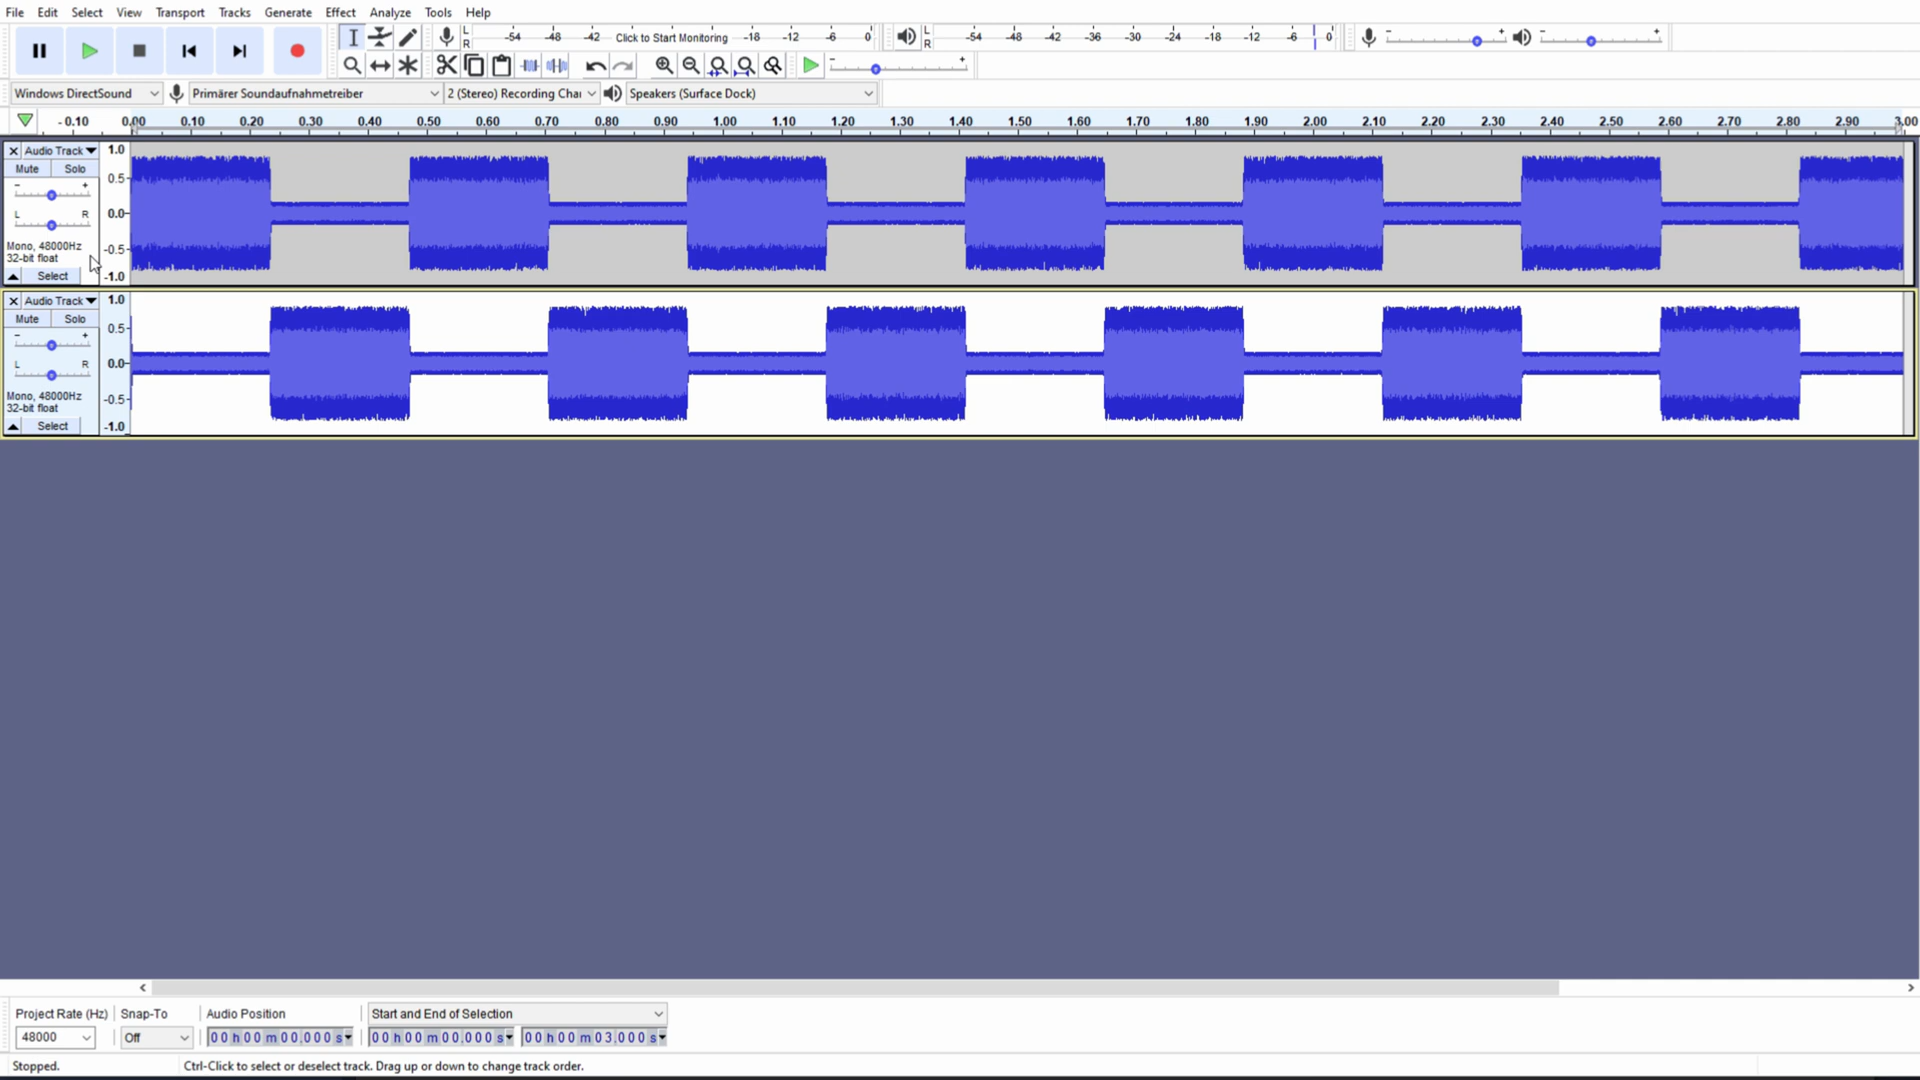 File Edit Select View Transport Tracks Generate Effect Analyze Tools Help
L R -54 -48 -42 Click to Start Monitoring -18 -12 -6 0 L R -54 -48 -42 -36 -30 -24 -18 -12 -6 0 - + - +
- +
Windows DirectSound Primärer Soundaufnahmetreiber 2 (Stereo) Recording Chai Speakers (Surface Dock)
-0.10 0.00 0.10 0.20 0.30 0.40 0.50 0.60 0.70 0.80 0.90 1.00 1.10 1.20 1.30 1.40 1.50 1.60 1.70 1.80 1.90 2.00 2.10 2.20 2.30 2.40 2.50 2.60 2.70 2.80 2.90 3.00
X Audio Track 1.0
Mute Solo
0.5
- +
L R 0.0
Mono, 48000Hz -0.5
32-bit float
Select -1.0
X Audio Track 1.0
Mute Solo
0.5
- +
L R 0.0
Mono, 48000Hz -0.5
32-bit float
Select -1.0
Project Rate (Hz) Snap-To Audio Position Start and End of Selection
48000 Off 00 h 00 m 00.000 s 00 h 00 m 00.000 s 00 h 00 m 03.000 s
Stopped. Ctrl-Click to select or deselect track. Drag up or down to change track order.